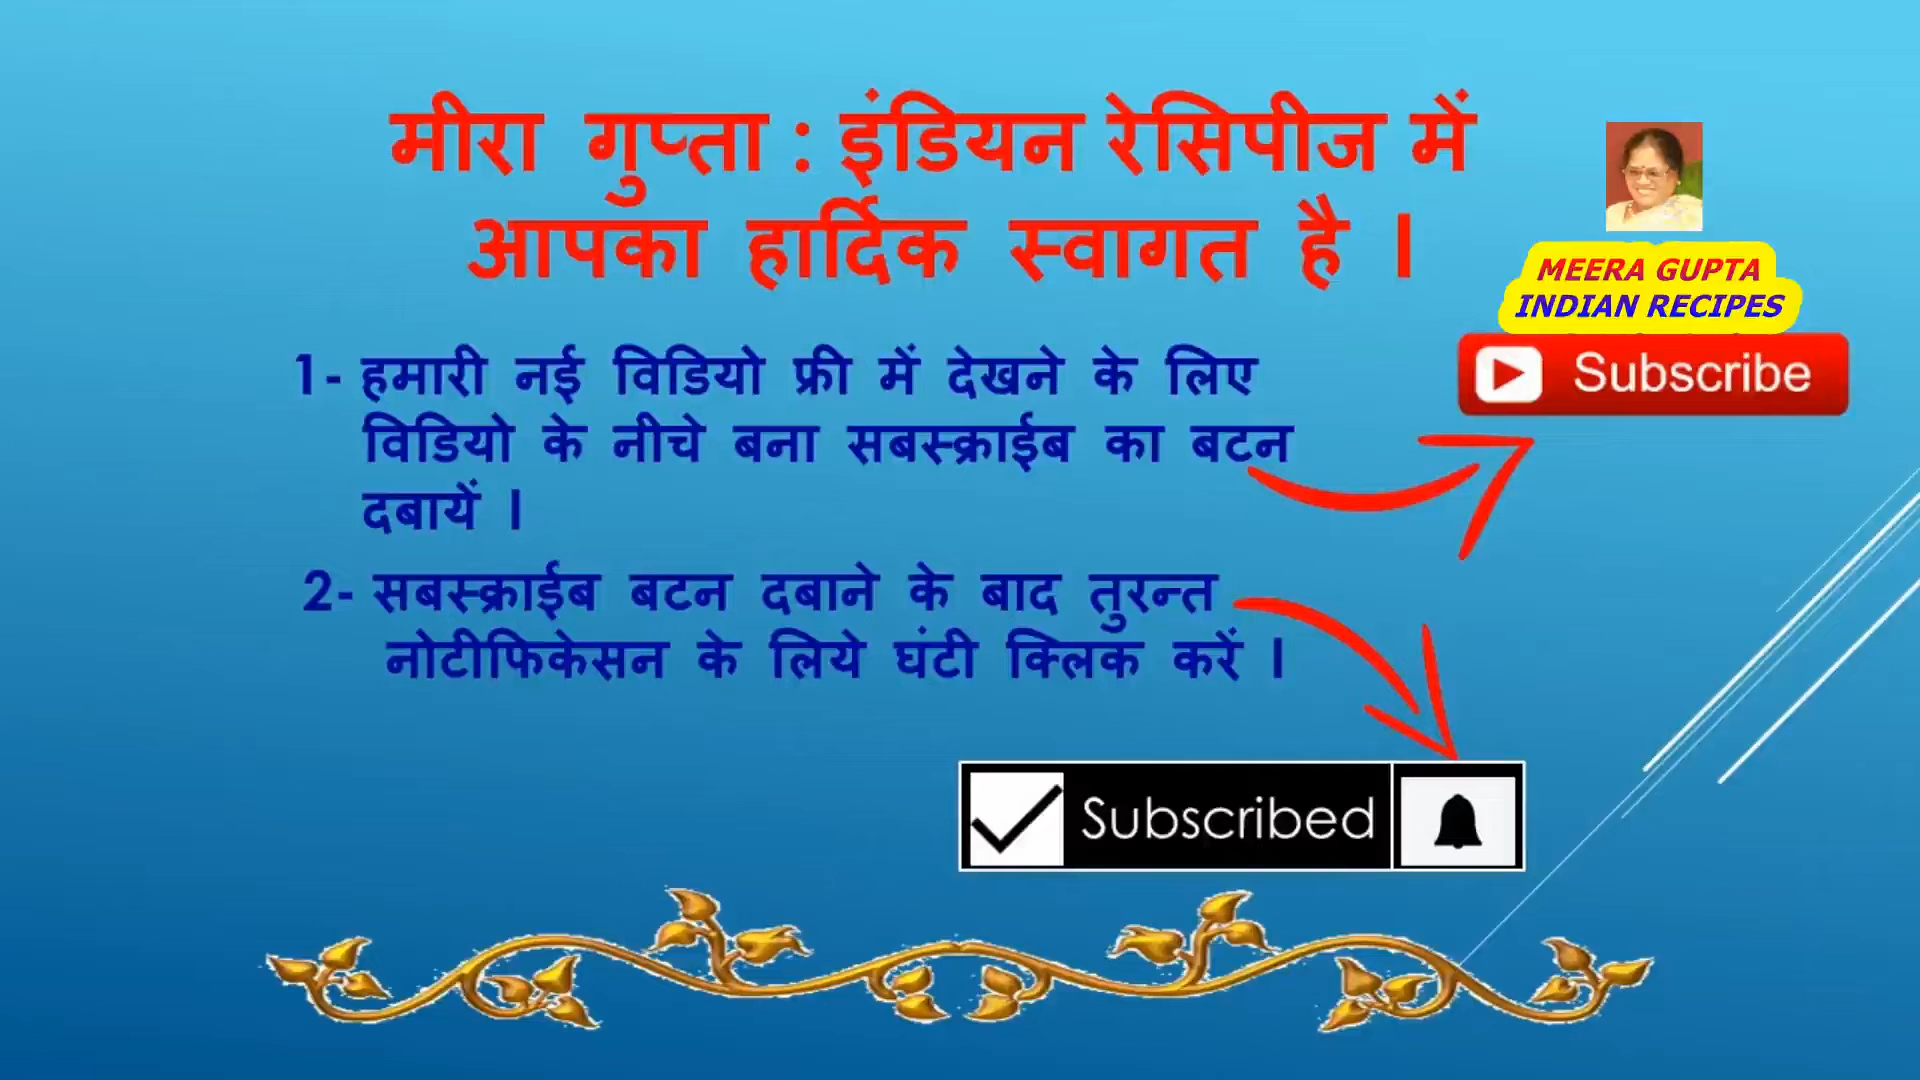 मीरा गुप्ता : इंडियन रेसिपीज में
आपका हार्दिक स्वागत है ।
MEERA GUPTA
INDIAN RECIPES
Subscribe
1- हमारी नई विडियो फ्री में देखने के लिए
विडियो के नीचे बना सबस्क्राईब का बटन
दबायें ।
2- सबस्क्राईब बटन दबाने के बाद तुरन्त
नोटीफिकेसन के लिये घंटी क्लिक करें ।
Subscribed